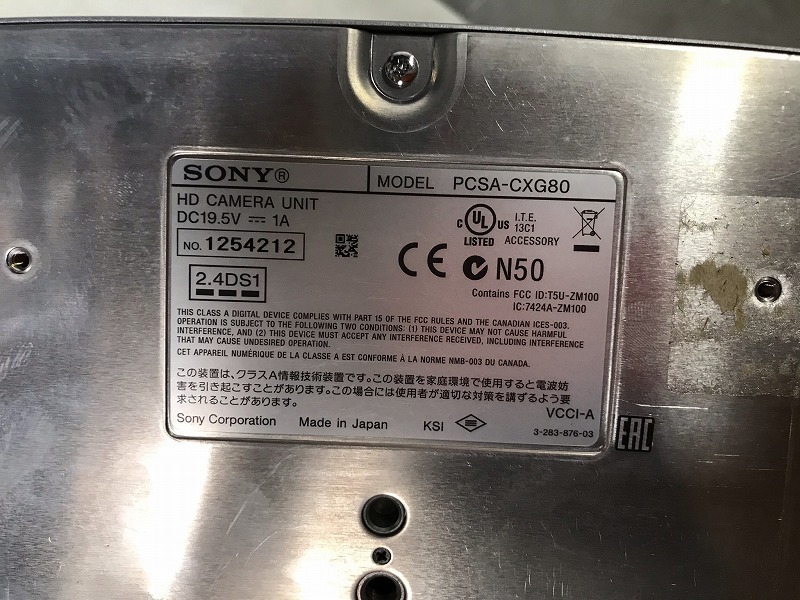 SONY®
MODEL PCSA-CXG80
HD CAMERA UNIT
DC19.5V ⎓ 1A
NO. 1254212
2.4DS1
C UL US LISTED
I.T.E.
13C1
ACCESSORY
CE N50
Contains FCC ID:T5U-ZM100
IC:7424A-ZM100
THIS CLASS A DIGITAL DEVICE COMPLIES WITH PART 15 OF THE FCC RULES AND THE CANADIAN ICES-003.
OPERATION IS SUBJECT TO THE FOLLOWING TWO CONDITIONS: (1) THIS DEVICE MAY NOT CAUSE HARMFUL
INTERFERENCE, AND (2) THIS DEVICE MUST ACCEPT ANY INTERFERENCE RECEIVED, INCLUDING INTERFERENCE
THAT MAY CAUSE UNDESIRED OPERATION.
CET APPAREIL NUMÉRIQUE DE LA CLASSE A EST CONFORME À LA NORME NMB-003 DU CANADA.
この装置は、クラスA情報技術装置です。この装置を家庭環境で使用すると電波妨
害を引き起こすことがあります。この場合には使用者が適切な対策を講ずるよう要
求されることがあります。
VCCI-A
Sony Corporation Made in Japan KSI
3-283-876-03
EAC